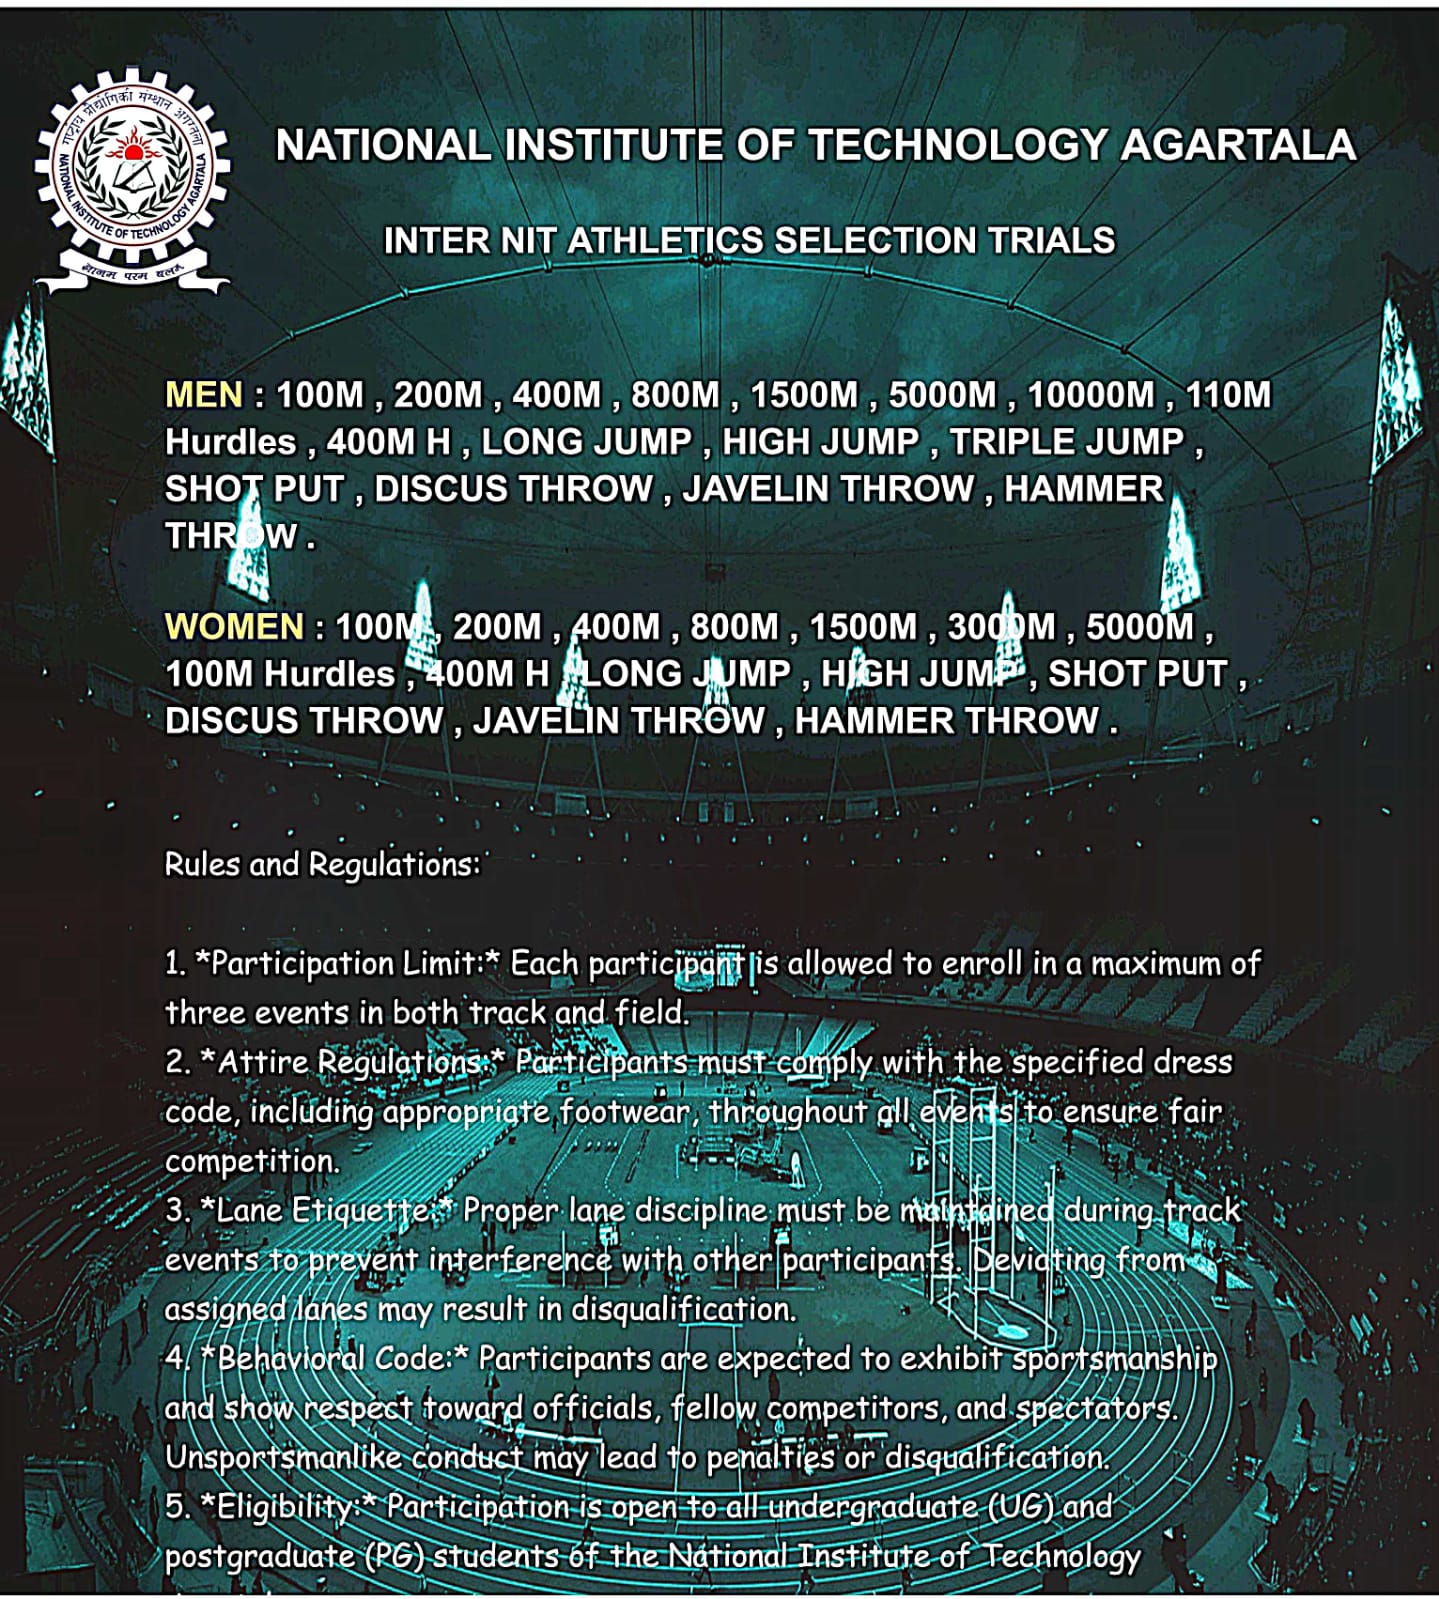 राष्ट्रीय प्रौद्योगिकी संस्थान अगरतला
NATIONAL INSTITUTE OF TECHNOLOGY AGARTALA
NATIONAL INSTITUTE OF TECHNOLOGY AGARTALA
INTER NIT ATHLETICS SELECTION TRIALS
MEN : 100M , 200M , 400M , 800M , 1500M , 5000M , 10000M , 110M
Hurdles , 400M H , LONG JUMP , HIGH JUMP , TRIPLE JUMP ,
SHOT PUT , DISCUS THROW , JAVELIN THROW , HAMMER
THROW .
WOMEN : 100M , 200M , 400M , 800M , 1500M , 3000M , 5000M ,
100M Hurdles , 400M H , LONG JUMP , HIGH JUMP , SHOT PUT ,
DISCUS THROW , JAVELIN THROW , HAMMER THROW .
Rules and Regulations:
1. *Participation Limit:* Each participant is allowed to enroll in a maximum of
three events in both track and field.
2. *Attire Regulations:* Participants must comply with the specified dress
code, including appropriate footwear, throughout all events to ensure fair
competition.
3. *Lane Etiquette:* Proper lane discipline must be maintained during track
events to prevent interference with other participants. Deviating from
assigned lanes may result in disqualification.
4. *Behavioral Code:* Participants are expected to exhibit sportsmanship
and show respect toward officials, fellow competitors, and spectators.
Unsportsmanlike conduct may lead to penalties or disqualification.
5. *Eligibility:* Participation is open to all undergraduate (UG) and
postgraduate (PG) students of the National Institute of Technology